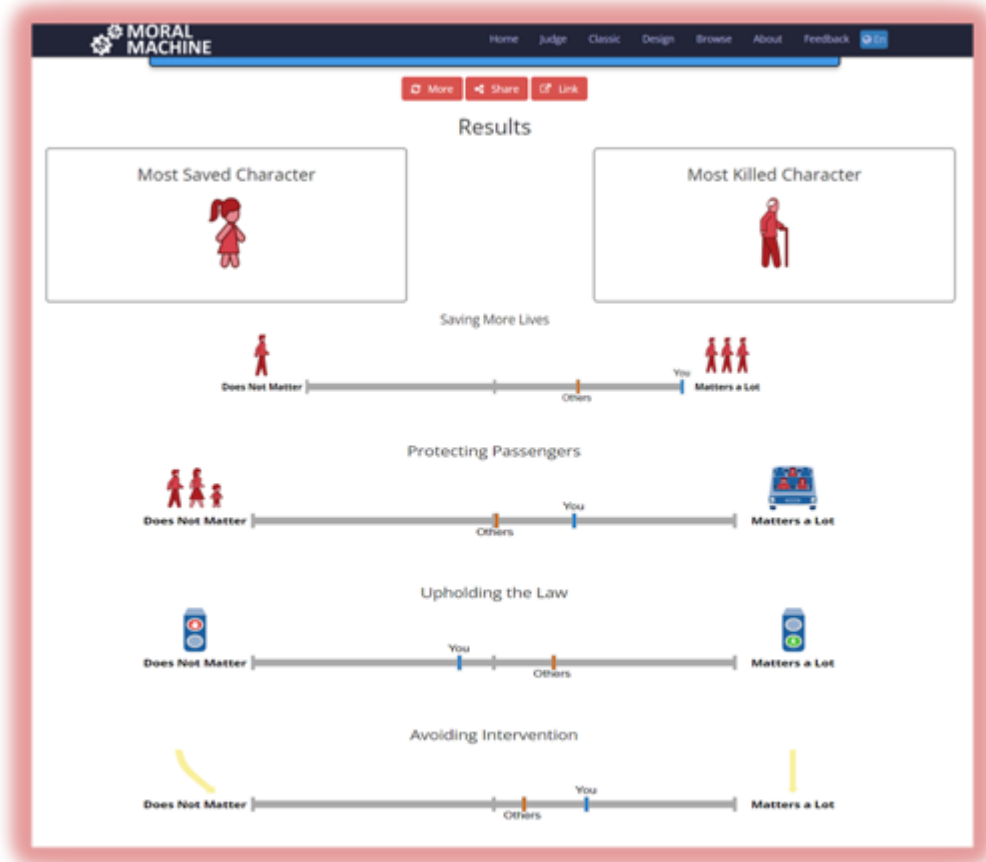 MORAL
MACHINE
Home Judge Classic Design Browse About Feedback En
More Share Link
Results
Most Saved Character
Most Killed Character
Saving More Lives
You
Does Not Matter Matters a Lot
Others
Protecting Passengers
You
Does Not Matter Matters a Lot
Others
Upholding the Law
You
Does Not Matter Matters a Lot
Others
Avoiding Intervention
You
Does Not Matter Matters a Lot
Others